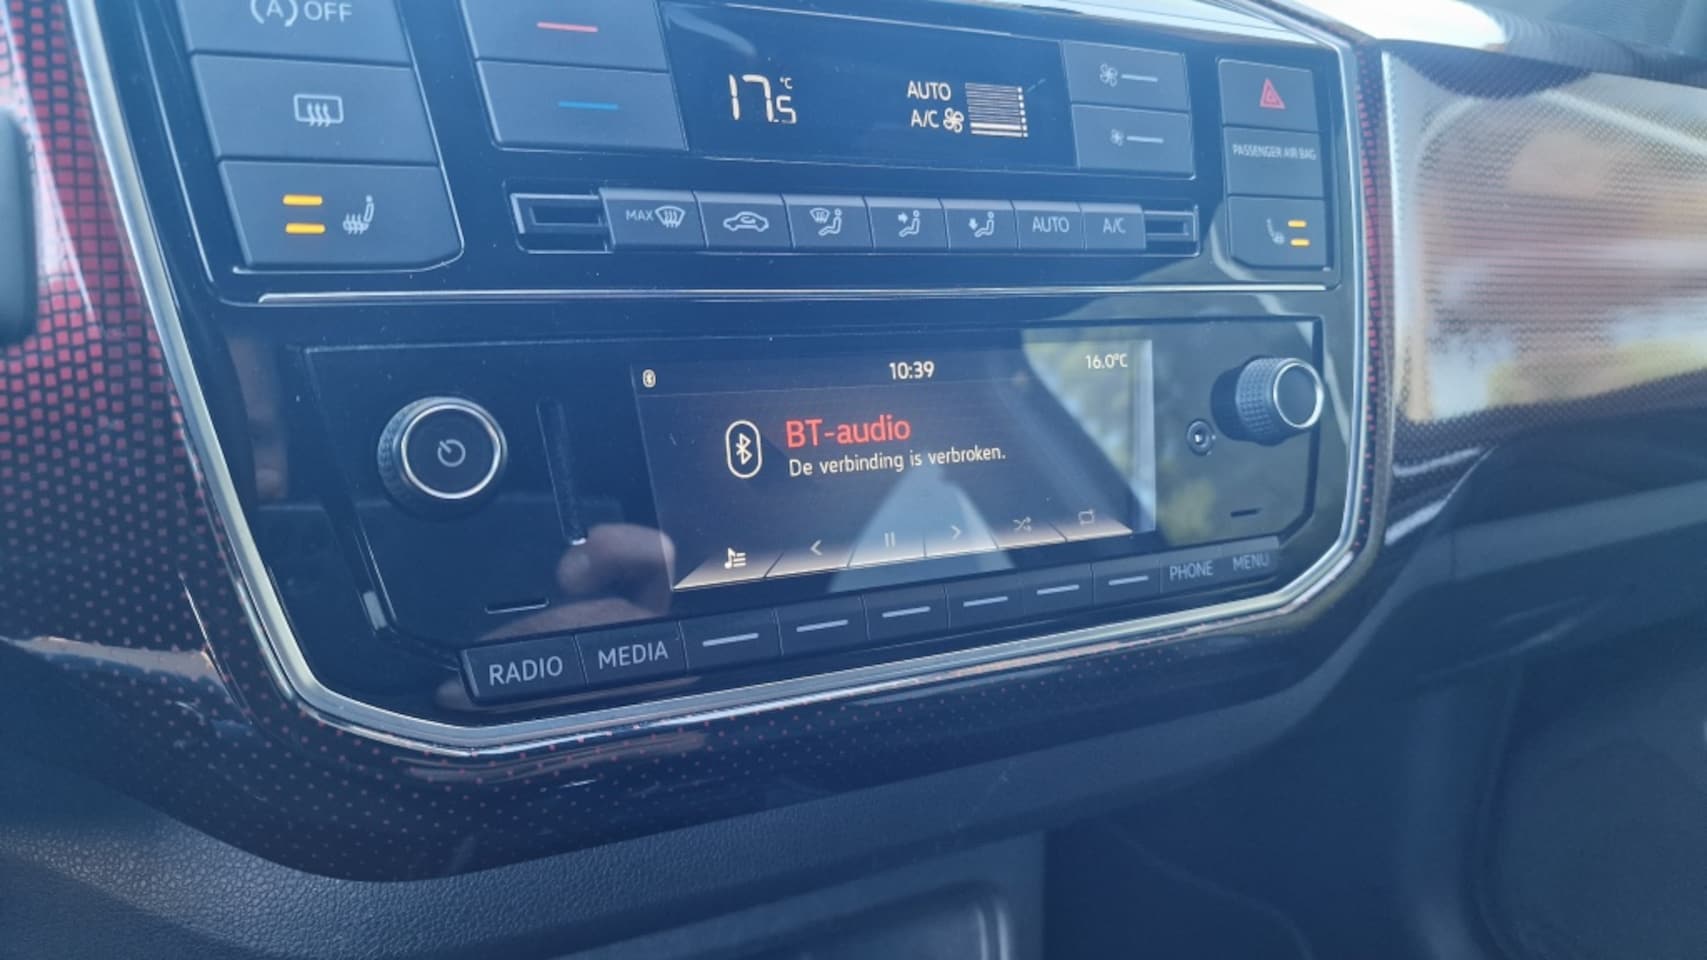 (A) OFF
17.5 °C
AUTO
A/C
PASSENGER AIR BAG
MAX
AUTO
A/C
10:39
16.0°C
BT-audio
De verbinding is verbroken.
RADIO
MEDIA
PHONE
MENU